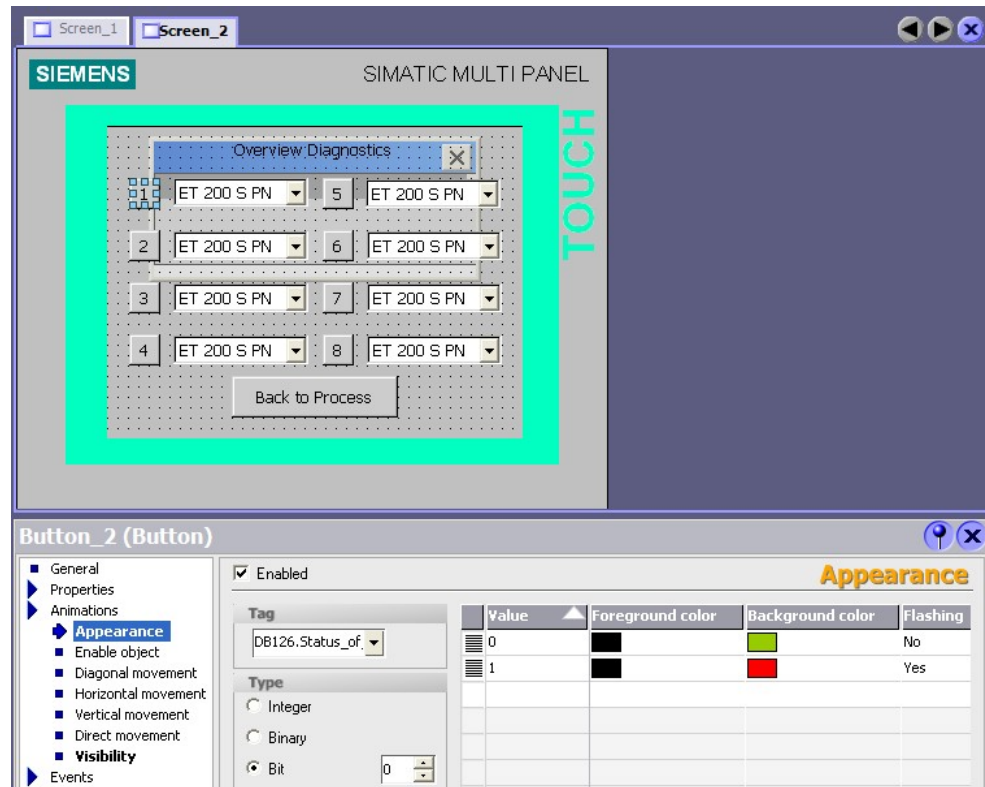 Screen_1 Screen_2
SIEMENS SIMATIC MULTI PANEL
TOUCH
Overview Diagnostics
1 ET 200 S PN 5 ET 200 S PN
2 ET 200 S PN 6 ET 200 S PN
3 ET 200 S PN 7 ET 200 S PN
4 ET 200 S PN 8 ET 200 S PN
Back to Process
Button_2 (Button)
General
Properties
Animations
Appearance
Enable object
Diagonal movement
Horizontal movement
Vertical movement
Direct movement
Visibility
Events
Enabled
Appearance
Tag
DB126.Status_of_
Type
Integer
Binary
Bit 0
Value Foreground color Background color Flashing
0 No
1 Yes